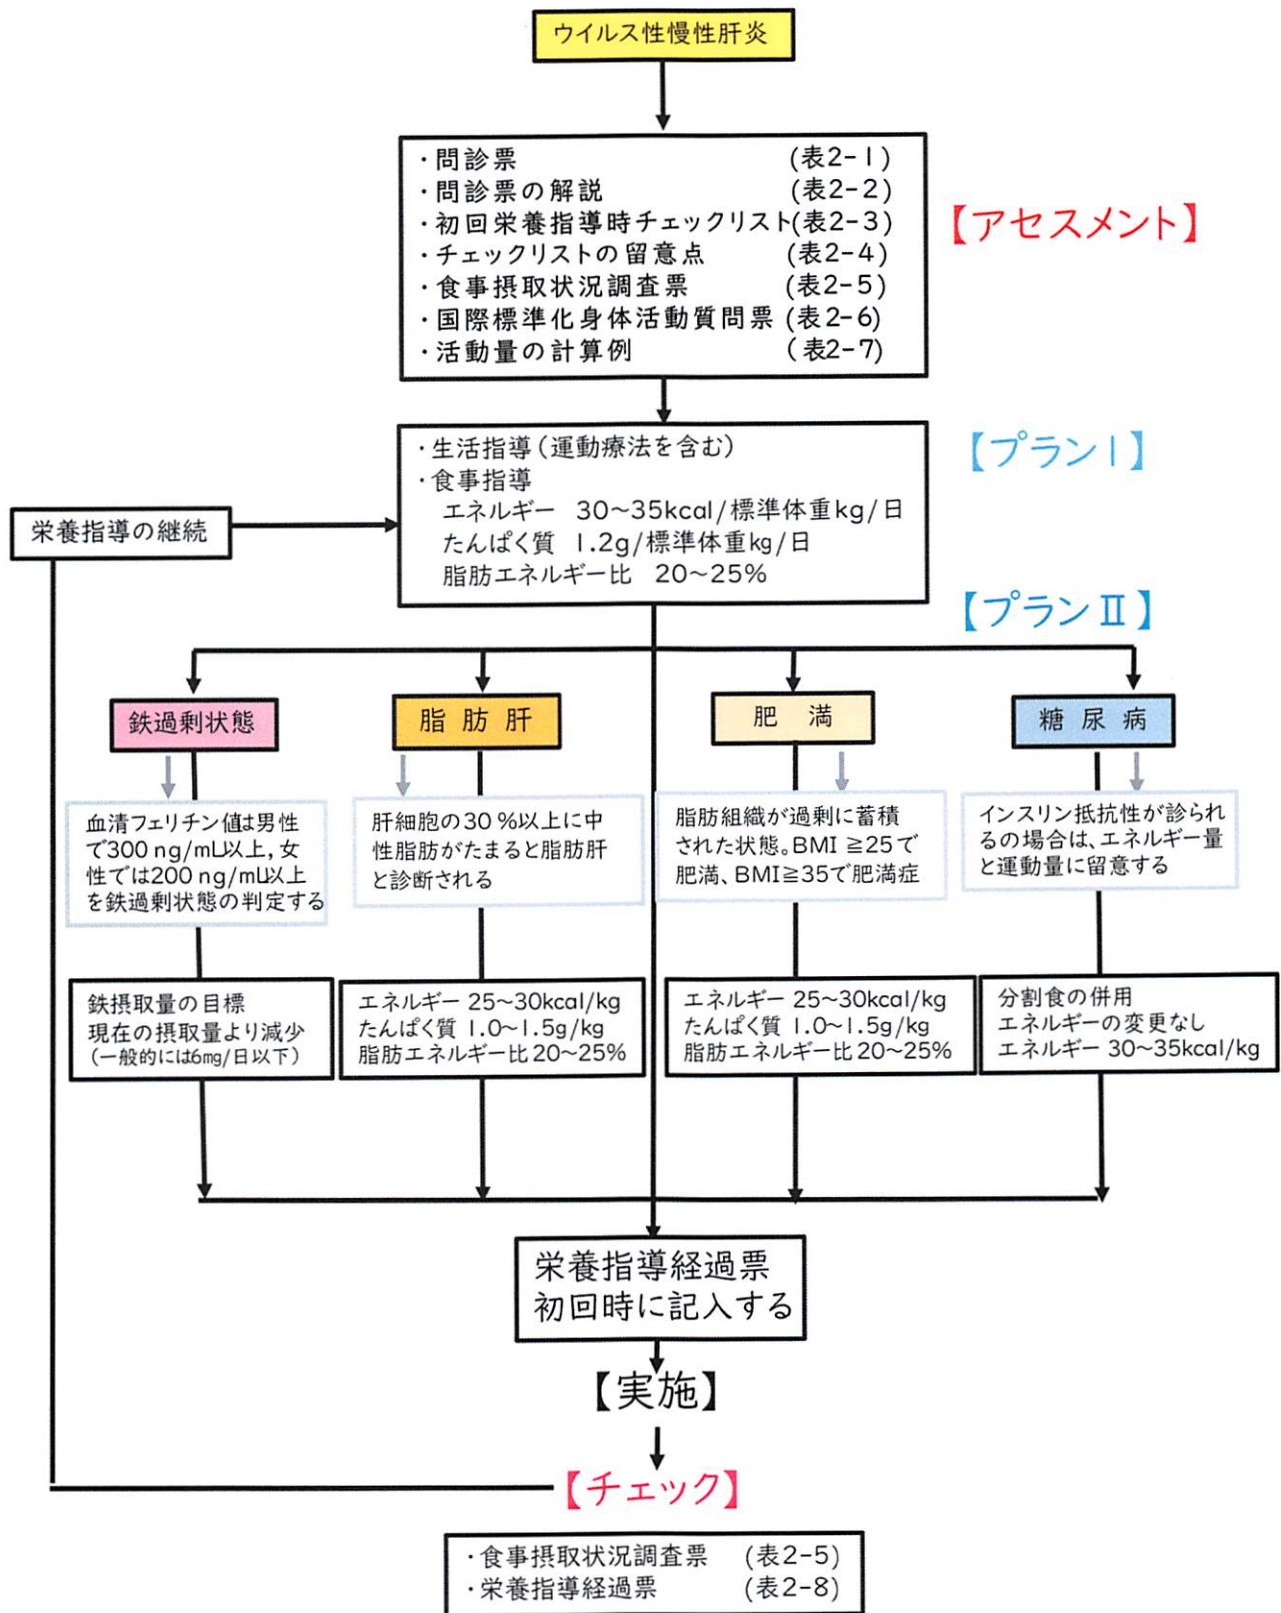 ウイルス性慢性肝炎
・問診票 (表2-1)
・問診票の解説 (表2-2)
・初回栄養指導時チェックリスト(表2-3)
・チェックリストの留意点 (表2-4)
・食事摂取状況調査票 (表2-5)
・国際標準化身体活動質問票 (表2-6)
・活動量の計算例 (表2-7)
【アセスメント】
・生活指導(運動療法を含む)
・食事指導
エネルギー 30~35kcal/標準体重kg/日
たんぱく質 1.2g/標準体重kg/日
脂肪エネルギー比 20~25%
【プランⅠ】
栄養指導の継続
【プランⅡ】
鉄過剰状態
血清フェリチン値は男性
で300 ng/mL以上,女
性では200 ng/mL以上
を鉄過剰状態の判定する
鉄摂取量の目標
現在の摂取量より減少
(一般的には6mg/日以下)
脂肪肝
肝細胞の30 %以上に中
性脂肪がたまると脂肪肝
と診断される
エネルギー 25~30kcal/kg
たんぱく質 1.0~1.5g/kg
脂肪エネルギー比20~25%
肥満
脂肪組織が過剰に蓄積
された状態。BMI ≧25で
肥満、BMI≧35で肥満症
エネルギー 25~30kcal/kg
たんぱく質 1.0~1.5g/kg
脂肪エネルギー比20~25%
糖尿病
インスリン抵抗性が診られ
るの場合は、エネルギー量
と運動量に留意する
分割食の併用
エネルギーの変更なし
エネルギー 30~35kcal/kg
栄養指導経過票
初回時に記入する
【実施】
【チェック】
・食事摂取状況調査票 (表2-5)
・栄養指導経過票 (表2-8)